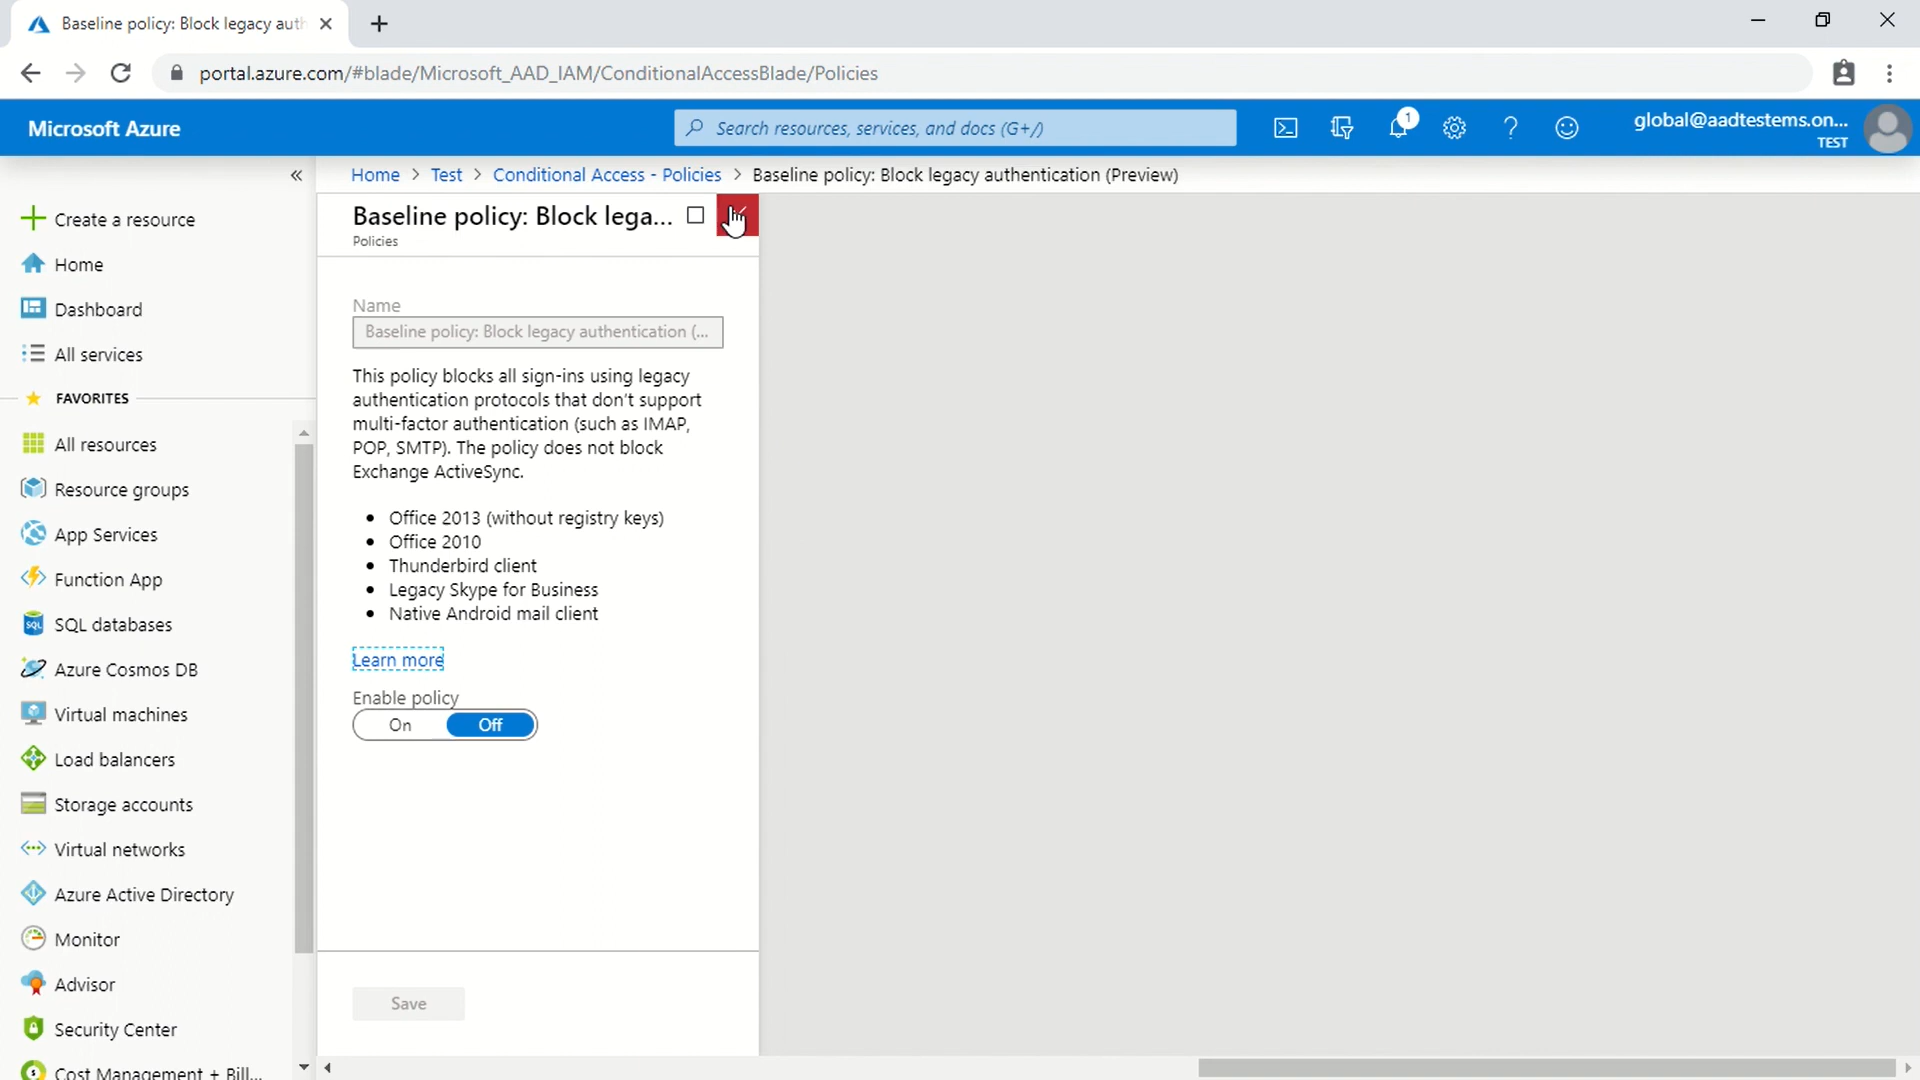 Baseline policy: Block legacy auth
portal.azure.com/#blade/Microsoft_AAD_IAM/ConditionalAccessBlade/Policies
Microsoft Azure
Search resources, services, and docs (G+/)
1
global@aadtestems.on...
TEST
Home > Test > Conditional Access - Policies > Baseline policy: Block legacy authentication (Preview)
Create a resource
Home
Dashboard
All services
FAVORITES
All resources
Resource groups
App Services
Function App
SQL databases
Azure Cosmos DB
Virtual machines
Load balancers
Storage accounts
Virtual networks
Azure Active Directory
Monitor
Advisor
Security Center
Cost Management + Bill...
Baseline policy: Block lega...
Policies
Name
Baseline policy: Block legacy authentication (...
This policy blocks all sign-ins using legacy
authentication protocols that don't support
multi-factor authentication (such as IMAP,
POP, SMTP). The policy does not block
Exchange ActiveSync.
• Office 2013 (without registry keys)
• Office 2010
• Thunderbird client
• Legacy Skype for Business
• Native Android mail client
Learn more
Enable policy
On Off
Save